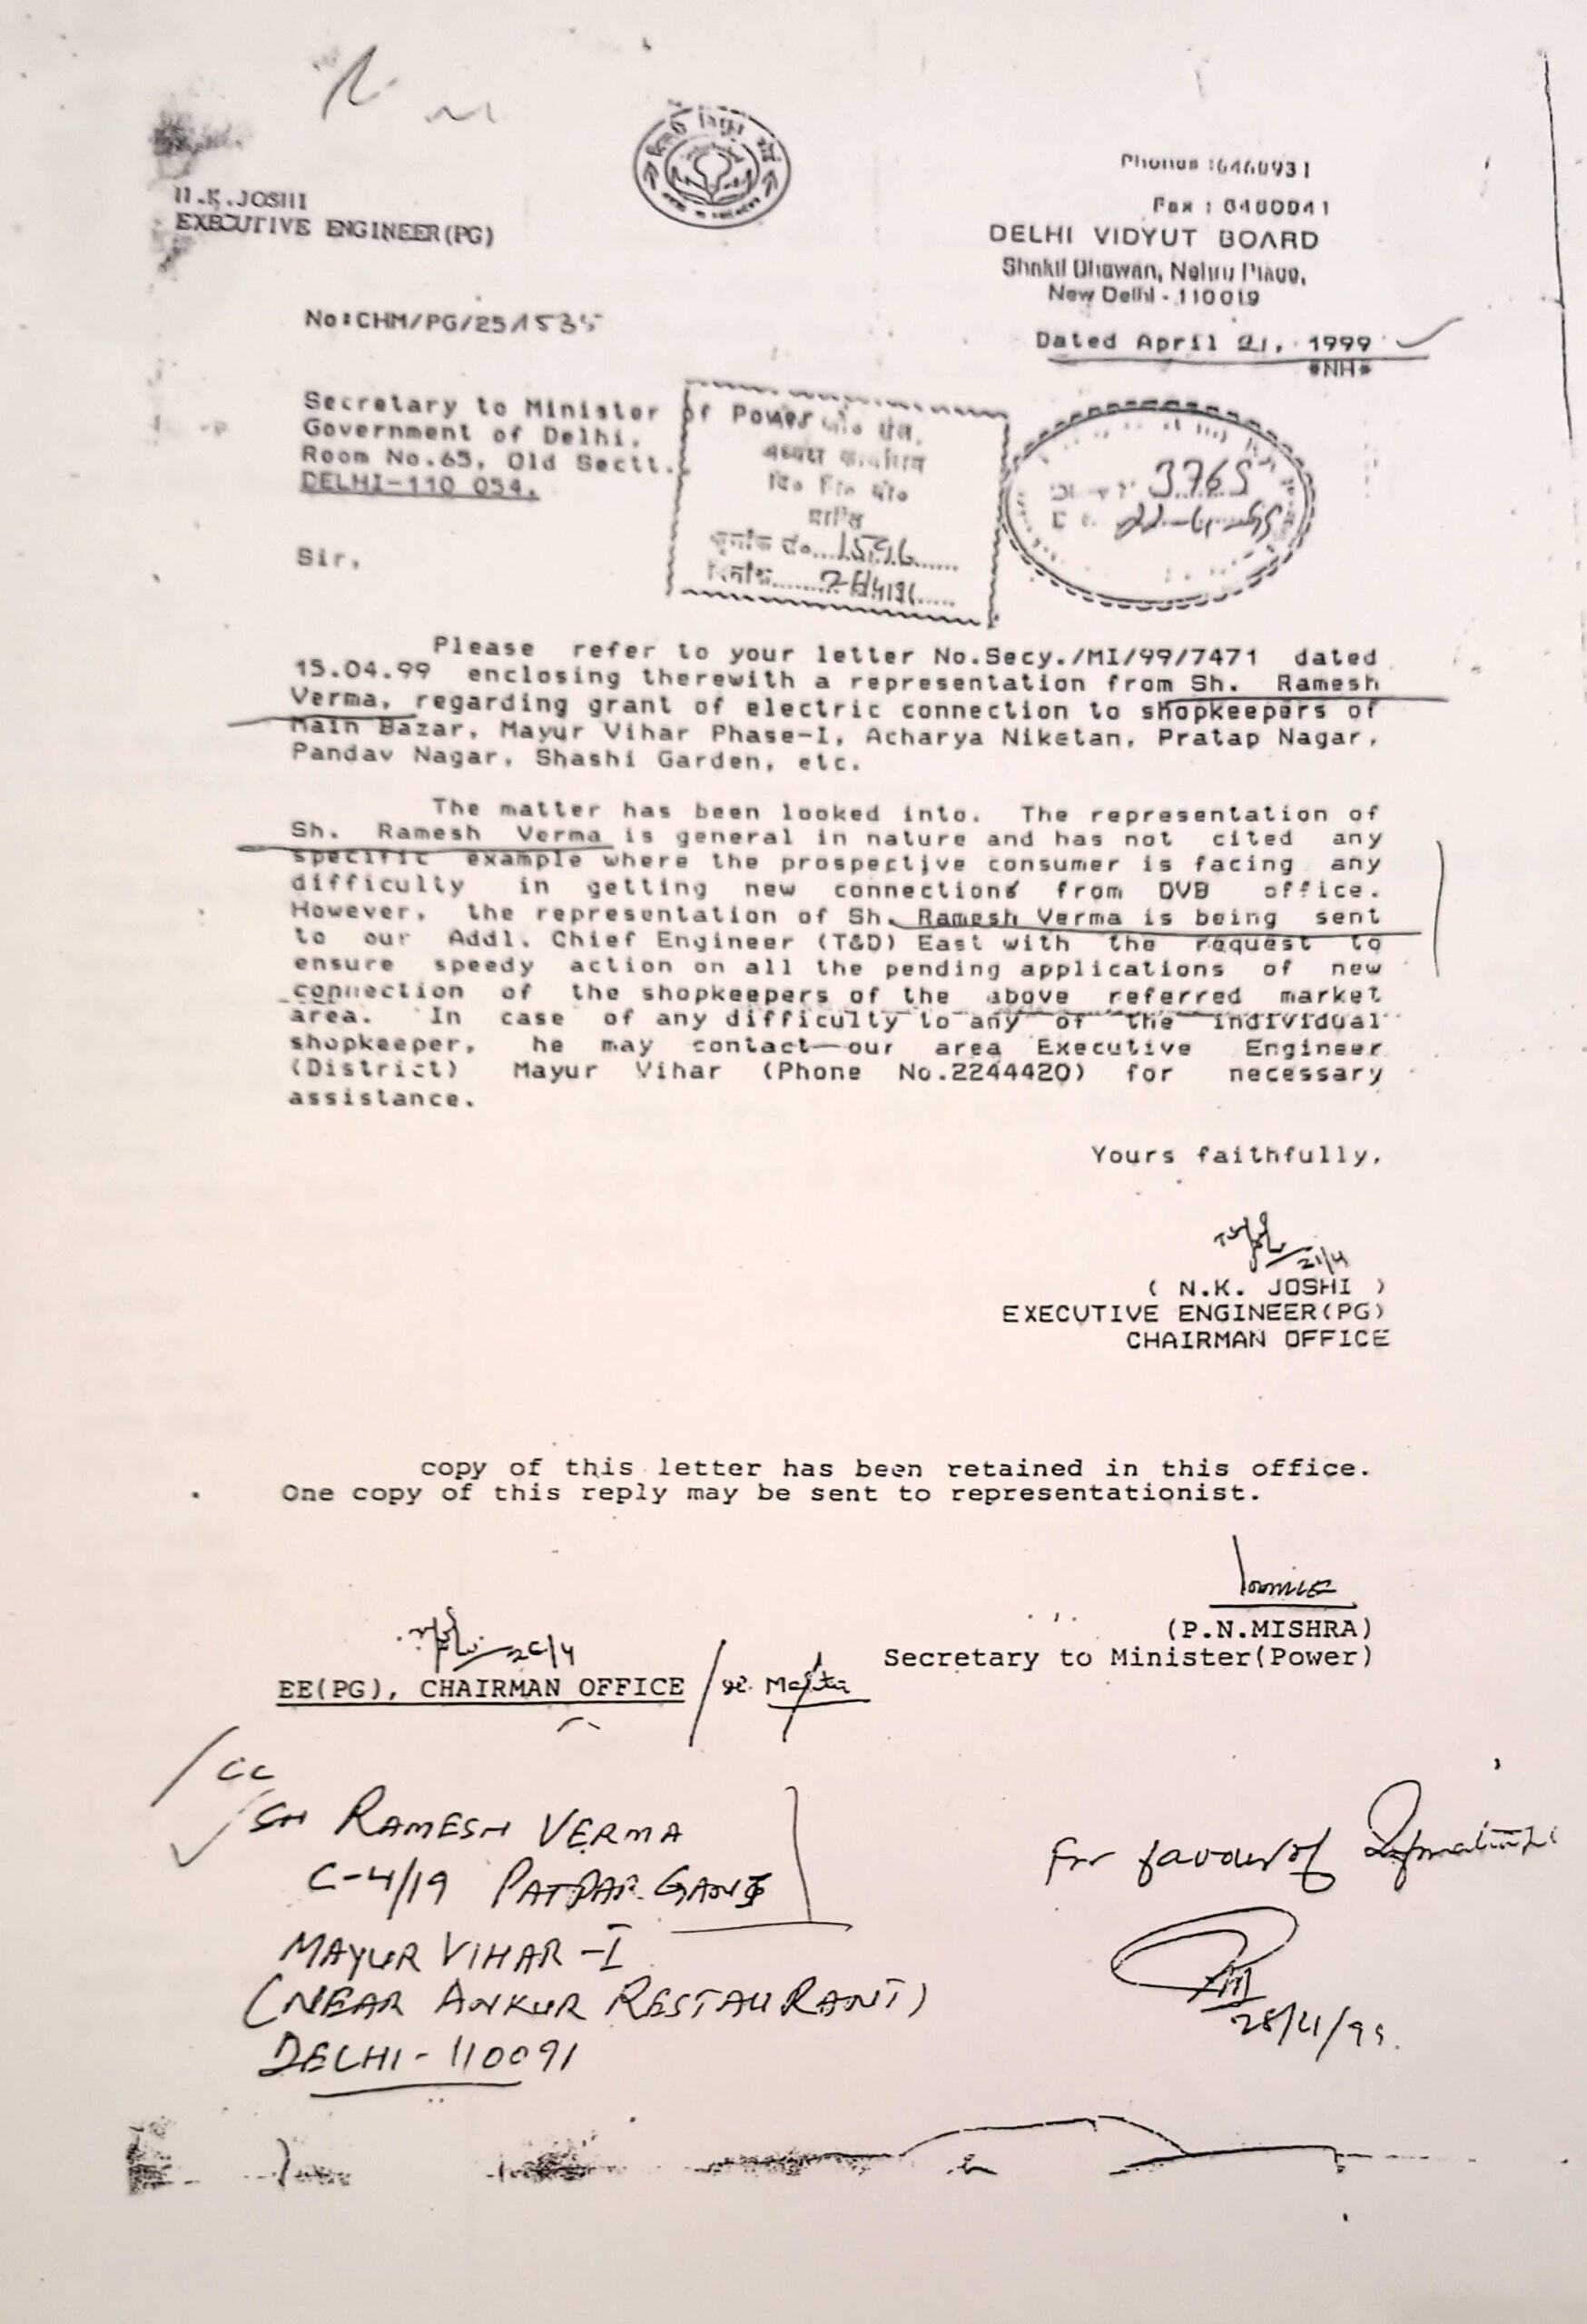 N.K.JOSHI
EXECUTIVE ENGINEER(PG)
Phones :6460931
Fax : 6460941
DELHI VIDYUT BOARD
Shakti Bhawan, Nehru Place,
New Delhi - 110019
No:CHM/PG/25/1535
Dated April 21, 1999
*NH*
Secretary to Minister of Power
Government of Delhi,
Room No.65, Old Sectt.,
DELHI-110 054.
3765
Sir,
Please refer to your letter No.Secy./MI/99/7471 dated
15.04.99 enclosing therewith a representation from Sh. Ramesh
Verma, regarding grant of electric connection to shopkeepers of
Main Bazar, Mayur Vihar Phase-I, Acharya Niketan, Pratap Nagar,
Pandav Nagar, Shashi Garden, etc.
The matter has been looked into. The representation of
Sh. Ramesh Verma is general in nature and has not cited any
specific example where the prospective consumer is facing any
difficulty in getting new connections from DVB office.
However, the representation of Sh. Ramesh Verma is being sent
to our Addl. Chief Engineer (T&D) East with the request to
ensure speedy action on all the pending applications of new
connection of the shopkeepers of the above referred market
area. In case of any difficulty to any of the individual
shopkeeper, he may contact our area Executive Engineer
(District) Mayur Vihar (Phone No.2244420) for necessary
assistance.
Yours faithfully,
21/4
( N.K. JOSHI )
EXECUTIVE ENGINEER(PG)
CHAIRMAN OFFICE
copy of this letter has been retained in this office.
One copy of this reply may be sent to representationist.
(P.N.MISHRA)
Secretary to Minister(Power)
26/4
EE(PG), CHAIRMAN OFFICE
CC
SH RAMESH VERMA
C-4/19 PATPAR GANJ
MAYUR VIHAR -I
(NEAR ANKUR RESTAURANT)
DELHI - 110091
For favour of Information
28/4/99.